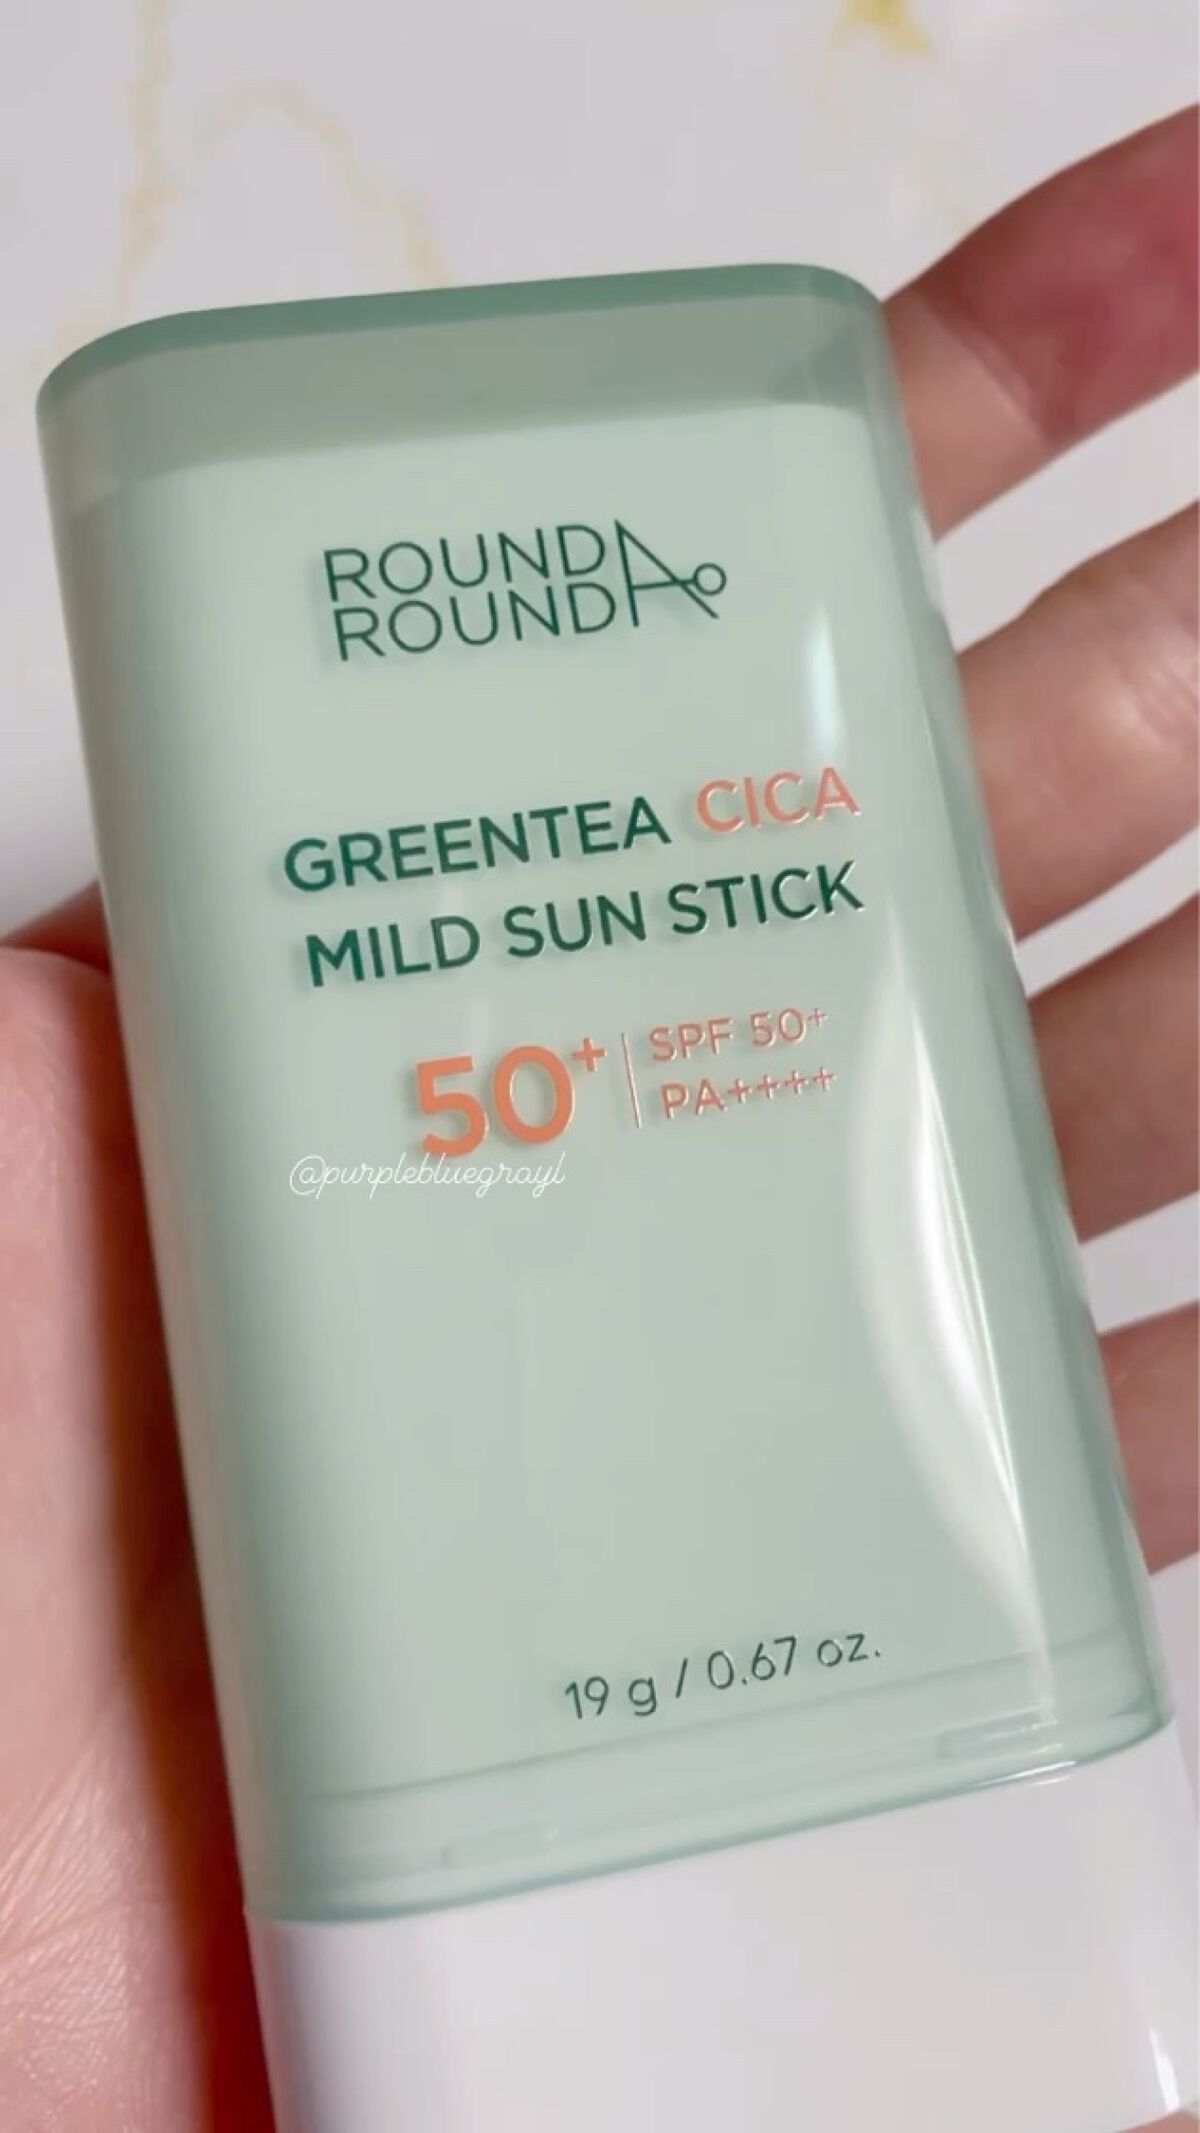 ROUND A
ROUND
GREENTEA CICA
MILD SUN STICK
50+ | SPF 50+
PA++++
@purplebluegrayl
19 g / 0.67 oz.